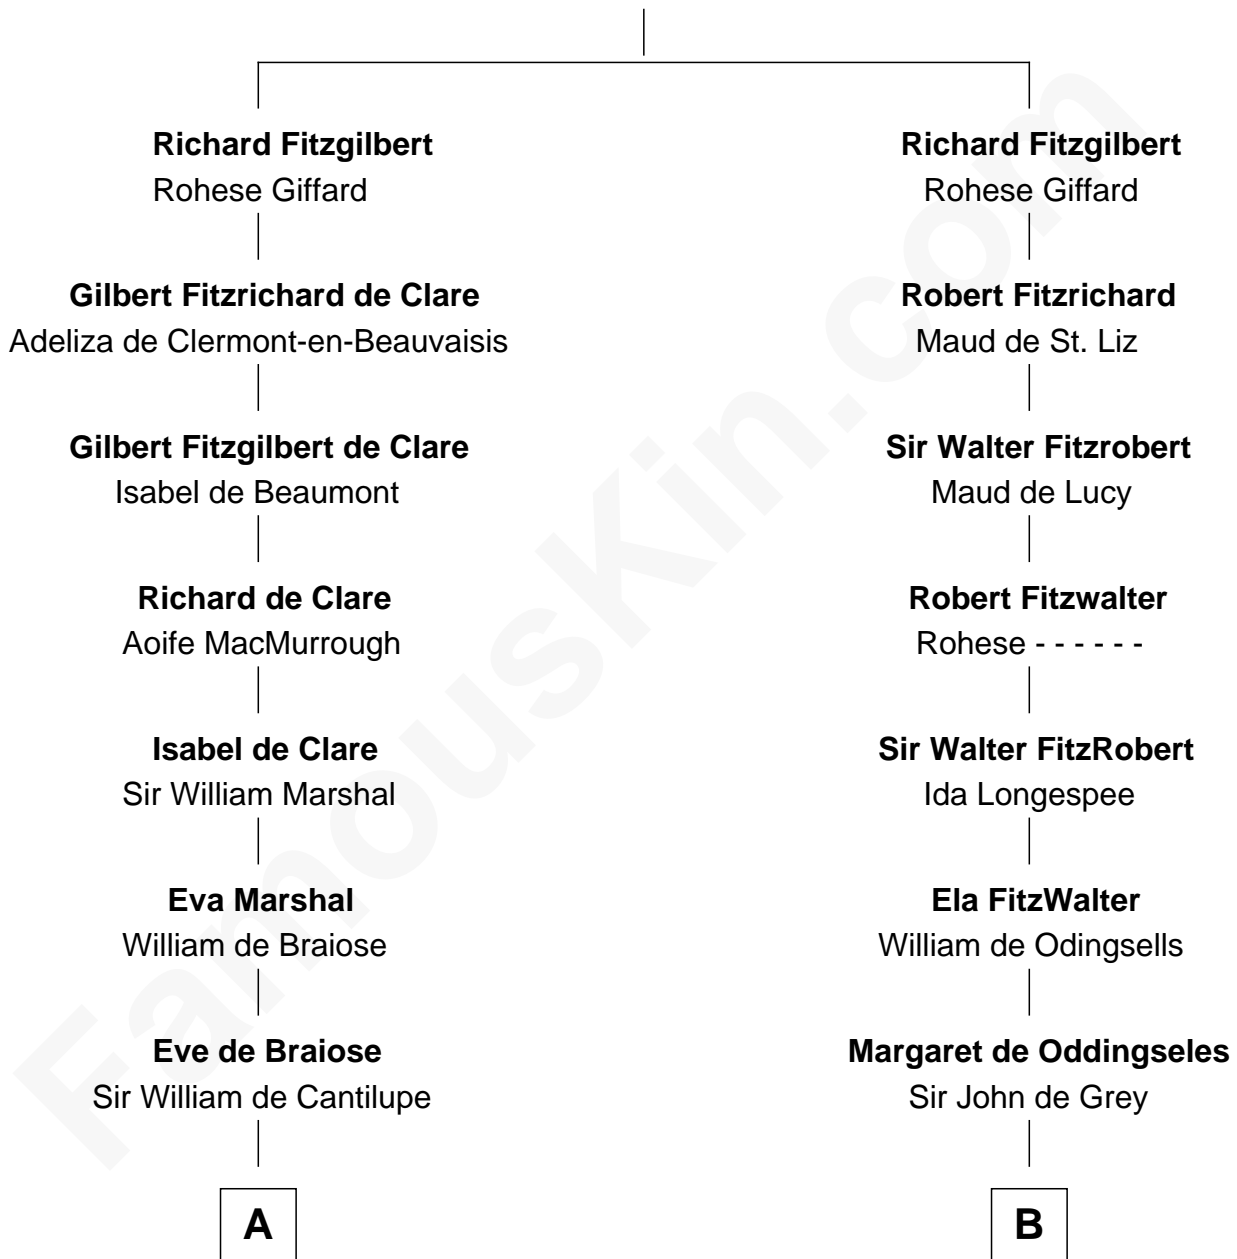 Richard Fitzgilbert
Rohese Giffard
Gilbert Fitzrichard de Clare
Adeliza de Clermont-en-Beauvaisis
Gilbert Fitzgilbert de Clare
Isabel de Beaumont
Richard de Clare
Aoife MacMurrough
Isabel de Clare
Sir William Marshal
Eva Marshal
William de Braiose
Eve de Braiose
Sir William de Cantilupe
A
Richard Fitzgilbert
Rohese Giffard
Robert Fitzrichard
Maud de St. Liz
Sir Walter Fitzrobert
Maud de Lucy
Robert Fitzwalter
Rohese - - - - - -
Sir Walter FitzRobert
Ida Longespee
Ela FitzWalter
William de Odingsells
Margaret de Oddingseles
Sir John de Grey
B
FamousKin.com